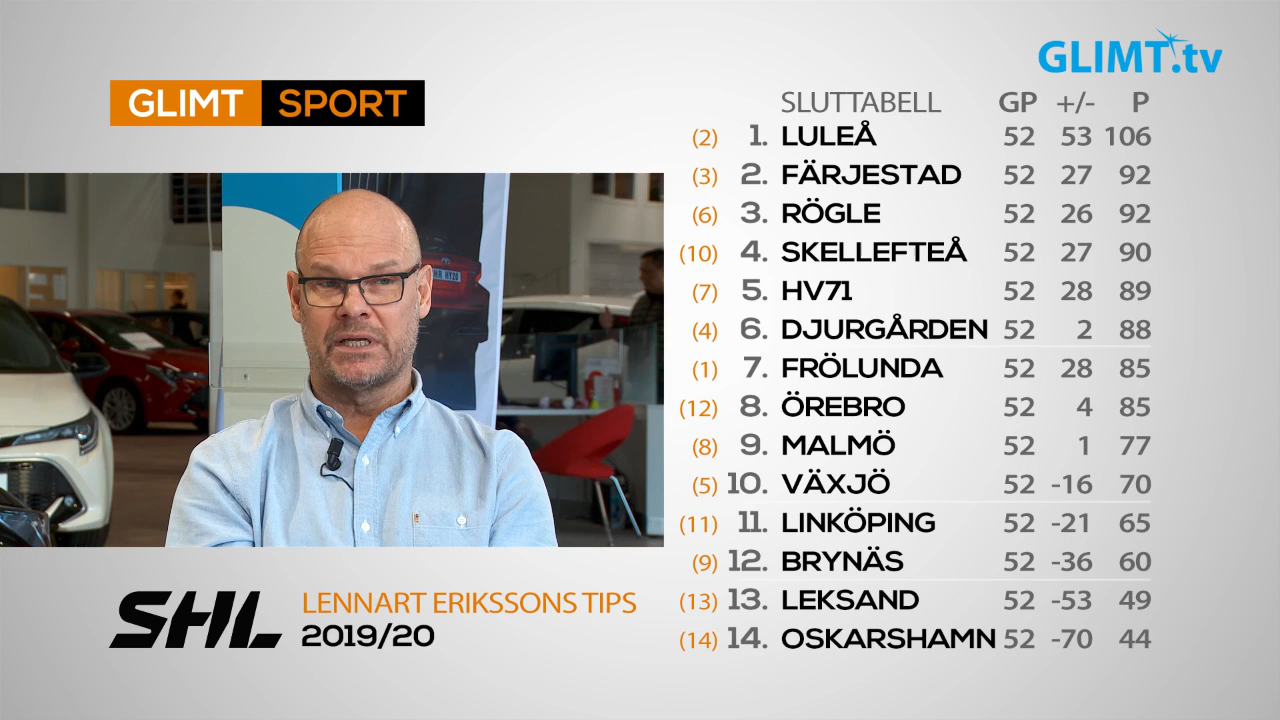 GLIMT.tv
GLIMT SPORT
SLUTTABELL GP +/- P
(2) 1. LULEÅ 52 53 106
(3) 2. FÄRJESTAD 52 27 92
(6) 3. RÖGLE 52 26 92
(10) 4. SKELLEFTEÅ 52 27 90
(7) 5. HV71 52 28 89
(4) 6. DJURGÅRDEN 52 2 88
(1) 7. FRÖLUNDA 52 28 85
(12) 8. ÖREBRO 52 4 85
(8) 9. MALMÖ 52 1 77
(5) 10. VÄXJÖ 52 -16 70
(11) 11. LINKÖPING 52 -21 65
(9) 12. BRYNÄS 52 -36 60
(13) 13. LEKSAND 52 -53 49
(14) 14. OSKARSHAMN 52 -70 44
SHL
LENNART ERIKSSONS TIPS
2019/20